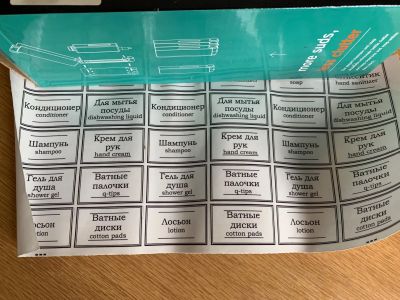 more suds,
soap
Кондиционер
conditioner
Для мытья
посуды
dishwashing liquid
Кондиционер
conditioner
Для мытья
посуды
dishwashing liquid
Кондиционер
conditioner
Для мытья
посуды
dishwashing liquid
Шампунь
shampoo
Крем для
рук
hand cream
Шампунь
shampoo
Крем для
рук
hand cream
Шампунь
shampoo
Крем для
рук
hand cream
Гель для
душа
shower gel
Ватные
палочки
q-tips
Гель для
душа
shower gel
Ватные
палочки
q-tips
Гель для
душа
shower gel
Ватные
палочки
q-tips
Лосьон
lotion
Ватные
диски
cotton pads
Лосьон
lotion
Ватные
диски
cotton pads
Лосьон
lotion
Ватные
диски
cotton pads